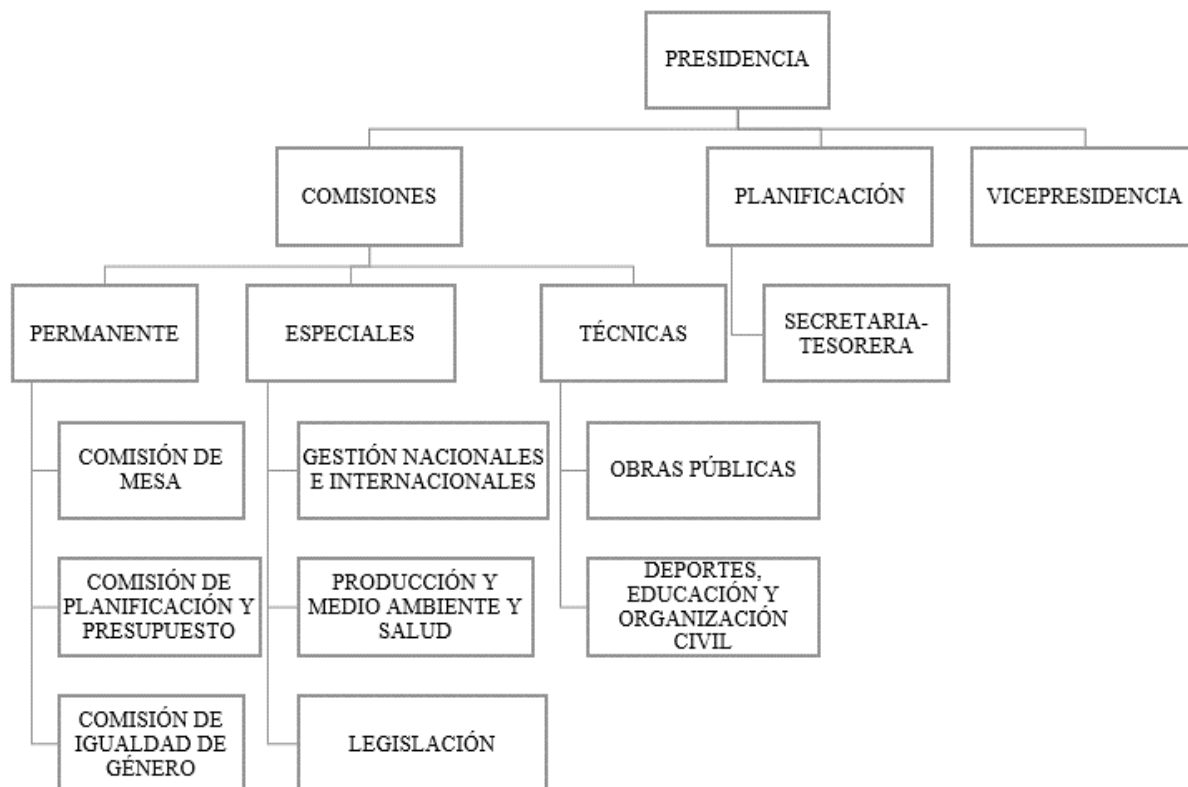 PRESIDENCIA
COMISIONES
PLANIFICACIÓN
VICEPRESIDENCIA
PERMANENTE
ESPECIALES
TÉCNICAS
SECRETARIA-
TESORERA
COMISIÓN DE
MESA
GESTIÓN NACIONALES
E INTERNACIONALES
OBRAS PÚBLICAS
COMISIÓN DE
PLANIFICACIÓN Y
PRESUPUESTO
PRODUCCIÓN Y
MEDIO AMBIENTE Y
SALUD
DEPORTES,
EDUCACIÓN Y
ORGANIZACIÓN
CIVIL
COMISIÓN DE
IGUALDAD DE
GÉNERO
LEGISLACIÓN